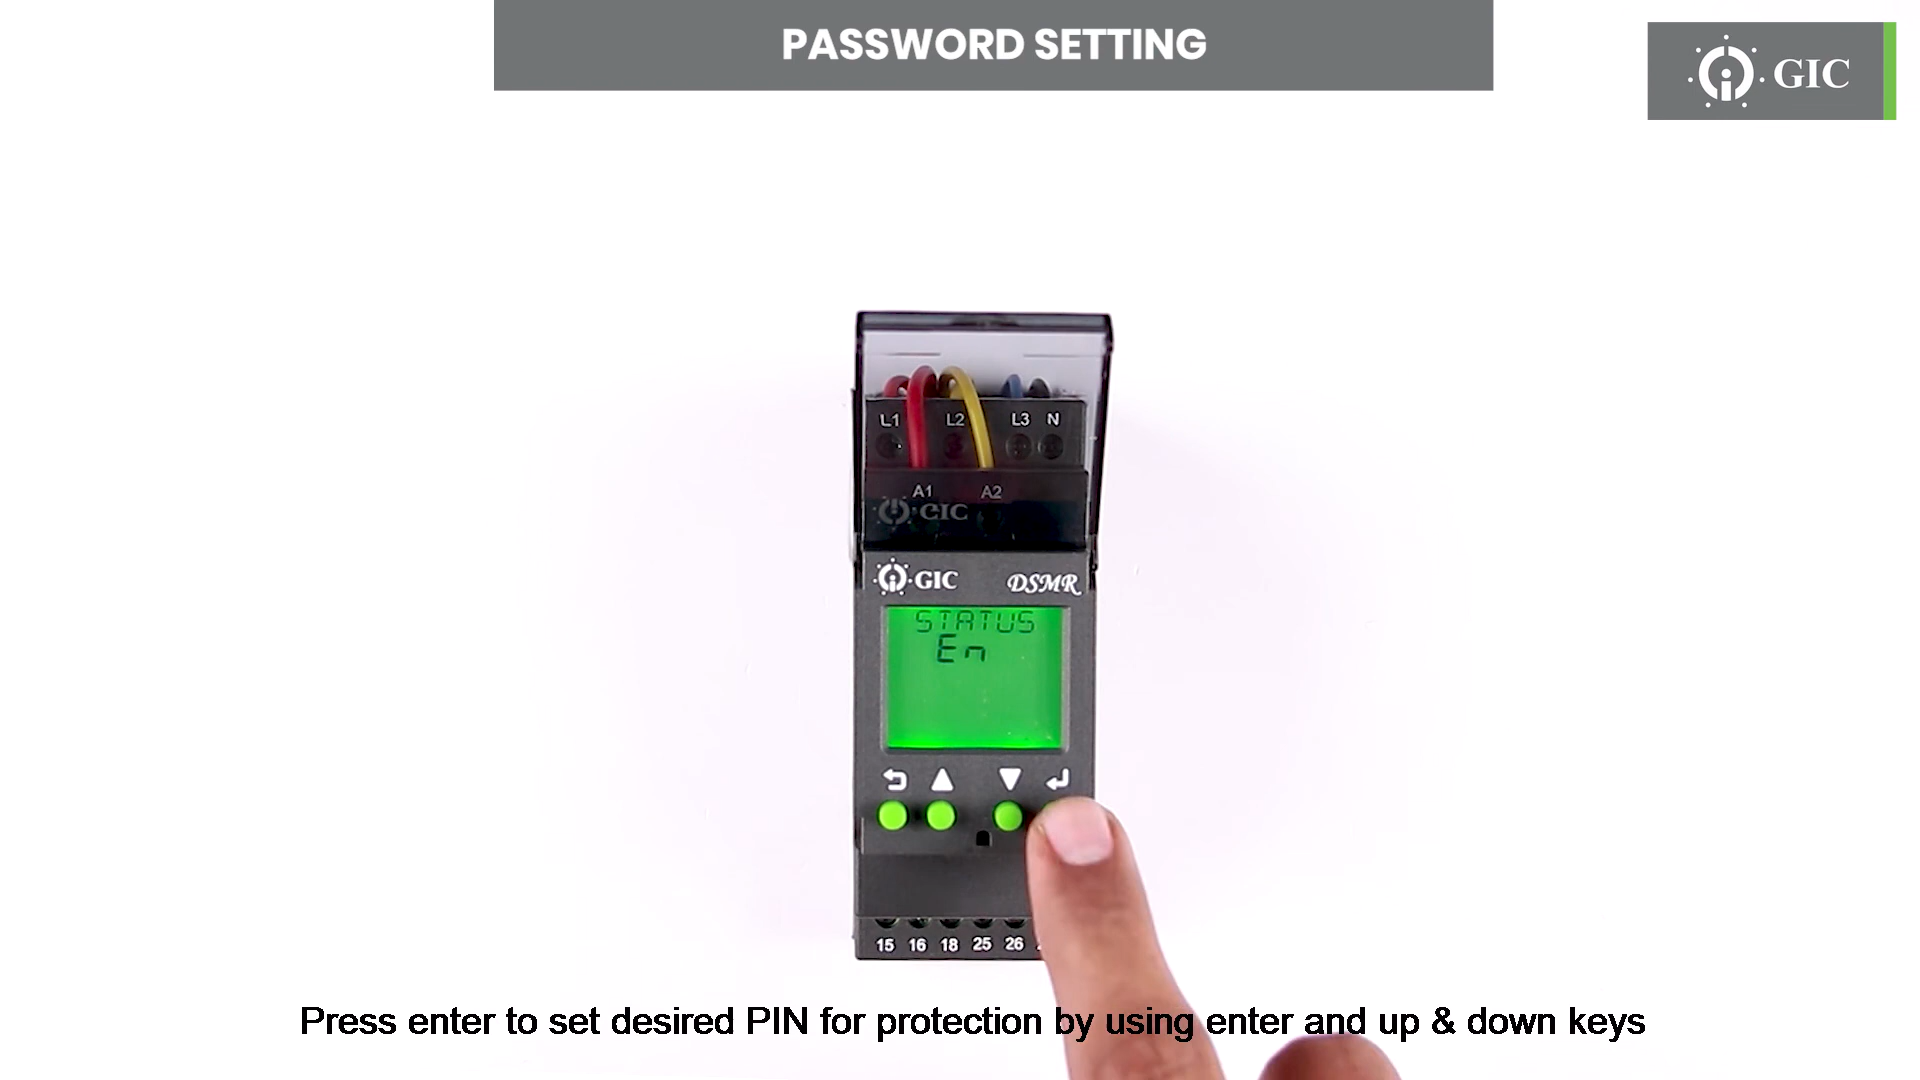 PASSWORD SETTING
GIC
L1 L2 L3 N
A1 A2
GIC
GIC DSMR
STATUS
En
15 16 18 25 26
Press enter to set desired PIN for protection by using enter and up & down keys